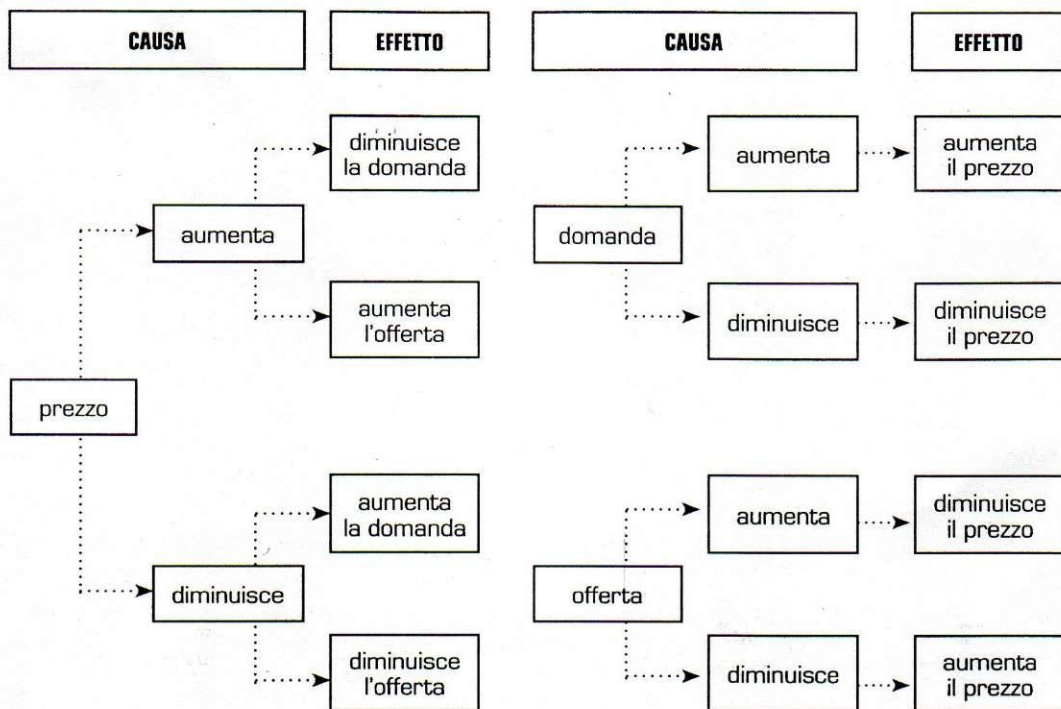 CAUSA
EFFETTO
CAUSA
EFFETTO
diminuisce
la domanda
aumenta
aumenta
l'offerta
prezzo
aumenta
la domanda
diminuisce
diminuisce
l'offerta
aumenta
aumenta
il prezzo
domanda
diminuisce
diminuisce
il prezzo
aumenta
diminuisce
il prezzo
offerta
diminuisce
aumenta
il prezzo